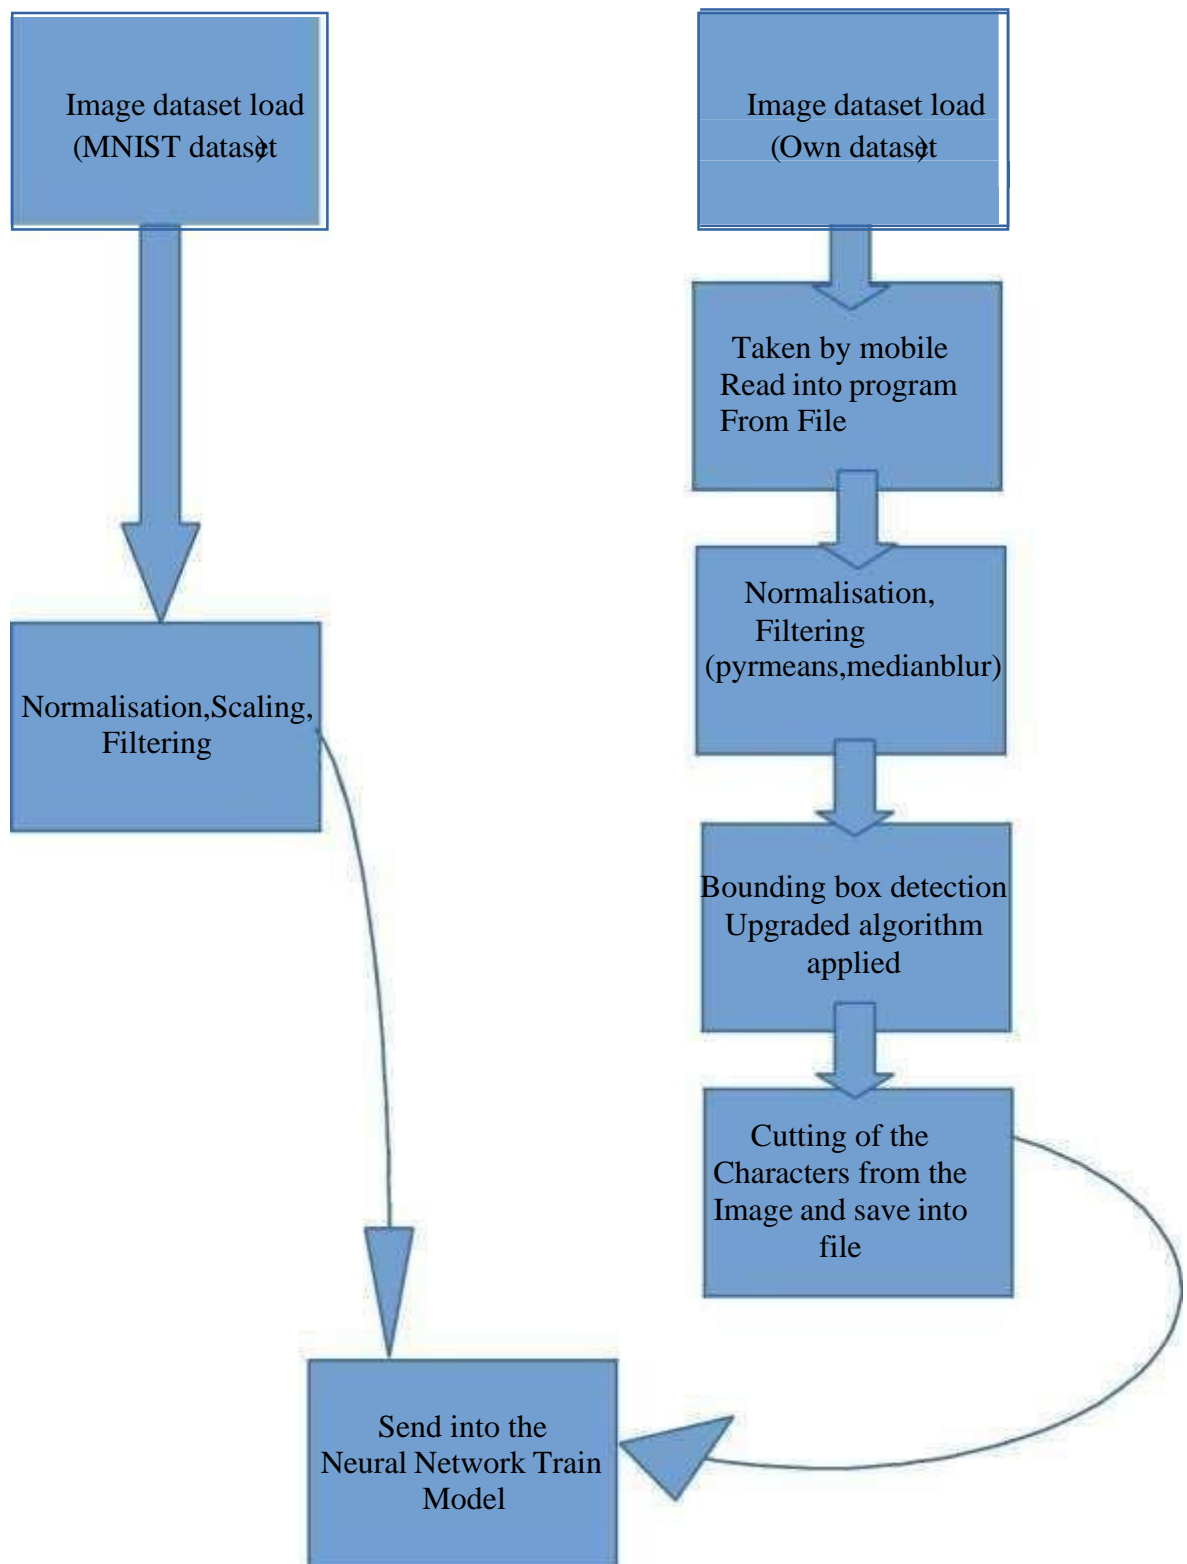 Image dataset load
(MNIST dataset)
Image dataset load
(Own dataset)
Taken by mobile
Read into program
From File
Normalisation,
Filtering
(pyrmeans,medianblur)
Normalisation,Scaling,
Filtering
Bounding box detection
Upgraded algorithm
applied
Cutting of the
Characters from the
Image and save into
file
Send into the
Neural Network Train
Model